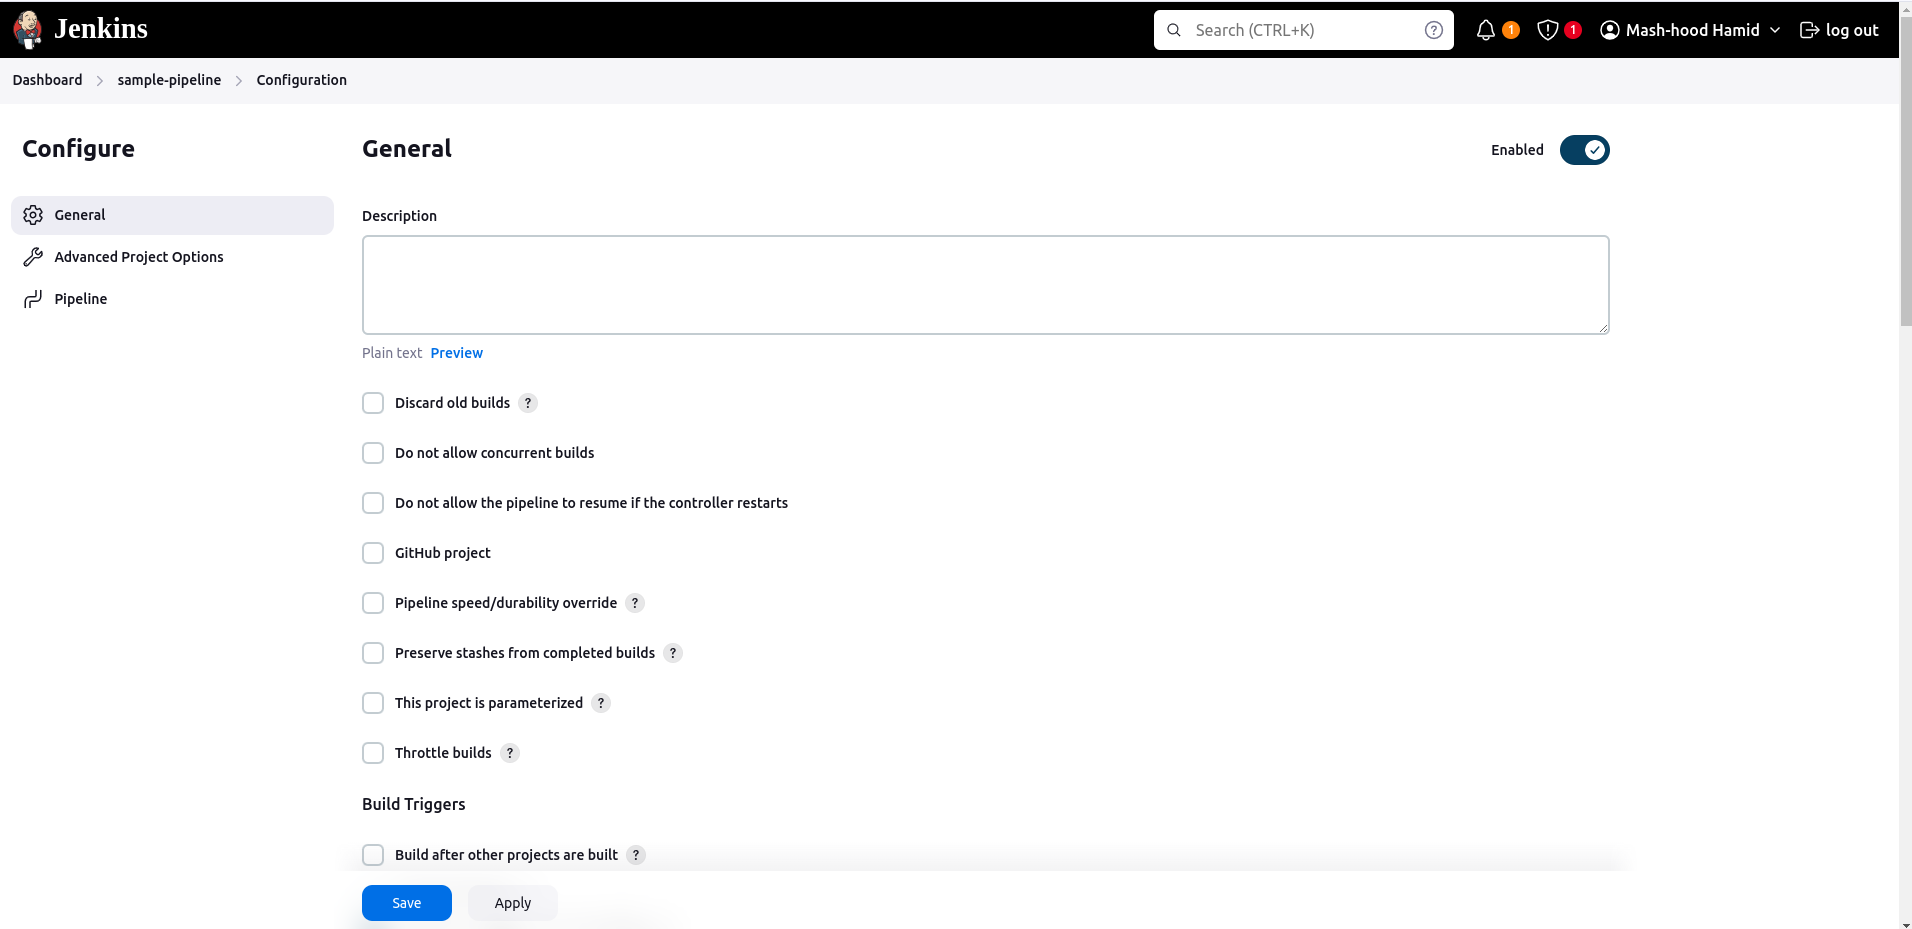 Jenkins
Search (CTRL+K)
?
1
1
Mash-hood Hamid
log out
Dashboard
sample-pipeline
Configuration
Configure
General
Advanced Project Options
Pipeline
General
Enabled
Description
Plain text Preview
Discard old builds ?
Do not allow concurrent builds
Do not allow the pipeline to resume if the controller restarts
GitHub project
Pipeline speed/durability override ?
Preserve stashes from completed builds ?
This project is parameterized ?
Throttle builds ?
Build Triggers
Build after other projects are built ?
Save
Apply